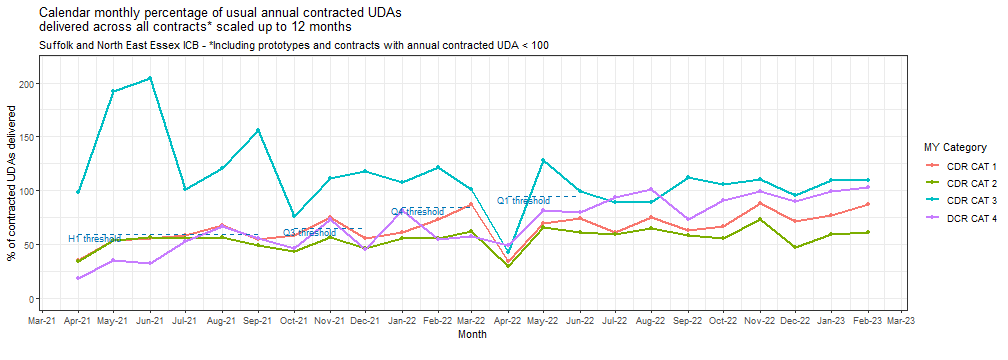 Calendar monthly percentage of usual annual contracted UDAs
delivered across all contracts* scaled up to 12 months
Suffolk and North East Essex ICB - *Including prototypes and contracts with annual contracted UDA < 100
% of contracted UDAs delivered
200
150
100
50
0
H1 threshold
Q3 threshold
Q4 threshold
Q1 threshold
Mar-21 Apr-21 May-21 Jun-21 Jul-21 Aug-21 Sep-21 Oct-21 Nov-21 Dec-21 Jan-22 Feb-22 Mar-22 Apr-22 May-22 Jun-22 Jul-22 Aug-22 Sep-22 Oct-22 Nov-22 Dec-22 Jan-23 Feb-23 Mar-23
Month
MY Category
CDR CAT 1
CDR CAT 2
CDR CAT 3
DCR CAT 4